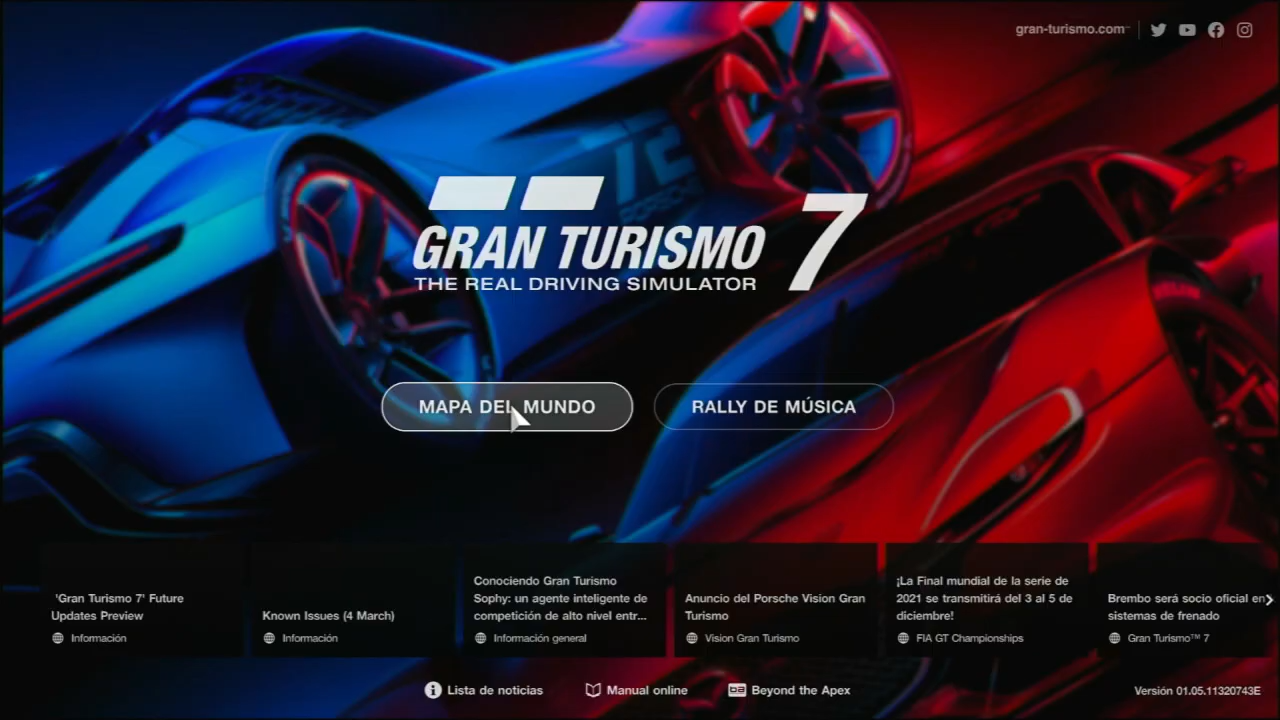 gran-turismo.com
72
PORSCHE
GRAN TURISMO 7
THE REAL DRIVING SIMULATOR
MAPA DEL MUNDO
RALLY DE MÚSICA
'Gran Turismo 7' Future
Updates Preview
Información
Known Issues (4 March)
Información
Conociendo Gran Turismo
Sophy: un agente inteligente de
competición de alto nivel entr...
Información general
Anuncio del Porsche Vision Gran
Turismo
Vision Gran Turismo
¡La Final mundial de la serie de
2021 se transmitirá del 3 al 5 de
diciembre!
FIA GT Championships
Brembo será socio oficial en
sistemas de frenado
Gran Turismo™ 7
Lista de noticias
Manual online
Beyond the Apex
Versión 01.05.11320743E